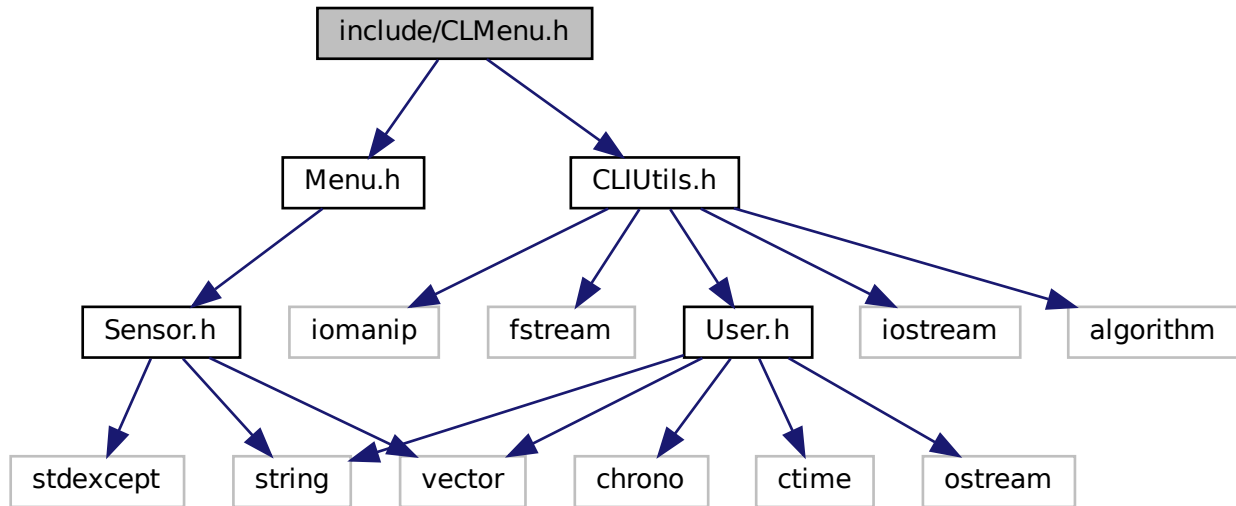 include/CLMenu.h
Menu.h
CLIUtils.h
Sensor.h
iomanip
fstream
User.h
iostream
algorithm
stdexcept
string
vector
chrono
ctime
ostream